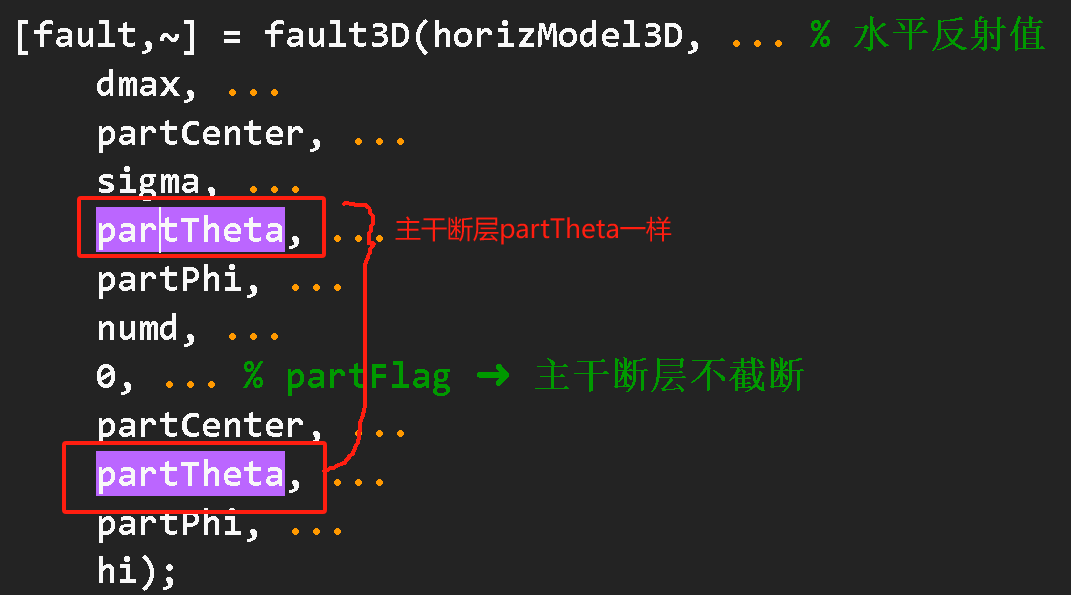 [fault,~] = fault3D(horizModel3D, ... % 水平反射值
dmax, ...
partCenter, ...
sigma, ...
partTheta, ... 主干断层partTheta一样
partPhi, ...
numd, ...
0, ... % partFlag ➜ 主干断层不截断
partCenter, ...
partTheta, ...
partPhi, ...
hi);